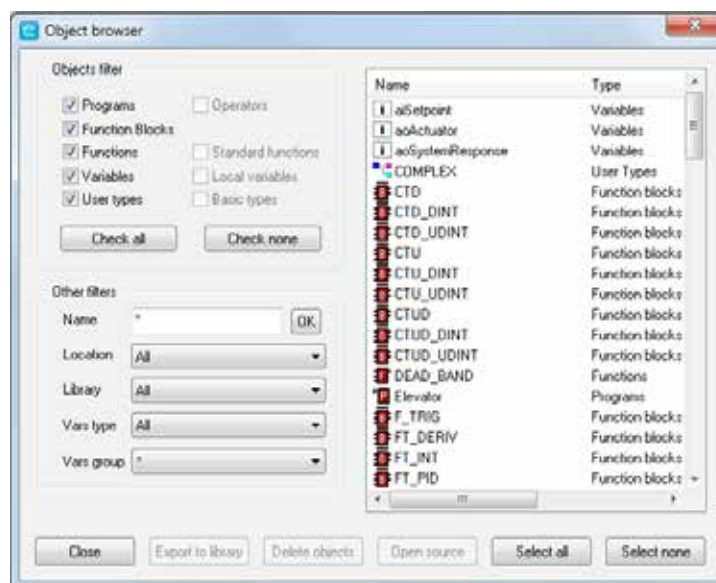 Object browser
Objects filter
Programs
Operators
Function Blocks
Functions
Standard functions
Variables
Local variables
User types
Basic types
Check all
Check none
Other filters
Name
*
OK
Location
All
Library
All
Vars type
All
Vars group
*
Name Type
aiSetpoint Variables
aoActuator Variables
aoSystemResponse Variables
COMPLEX User Types
CTD Function blocks
CTD_DINT Function blocks
CTD_UDINT Function blocks
CTU Function blocks
CTU_DINT Function blocks
CTU_UDINT Function blocks
CTUD Function blocks
CTUD_DINT Function blocks
CTUD_UDINT Function blocks
DEAD_BAND Functions
Elevator Programs
F_TRIG Function blocks
FT_DERIV Function blocks
FT_INT Function blocks
FT_PID Function blocks
Close
Export to library
Delete objects
Open source
Select all
Select none